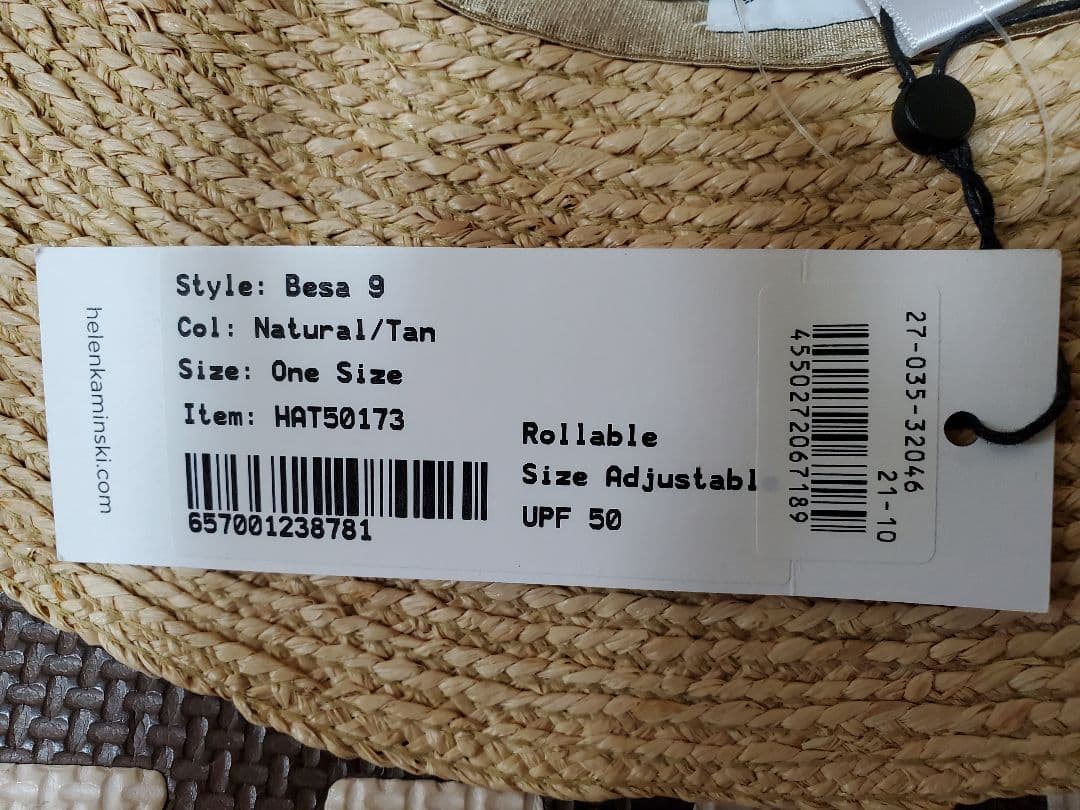 helenkaminski.com
Style: Besa 9
Col: Natural/Tan
Size: One Size
Item: HAT50173
657001238781
Rollable
Size Adjustabl
UPF 50
27-035-32046
21-10
4550272067189